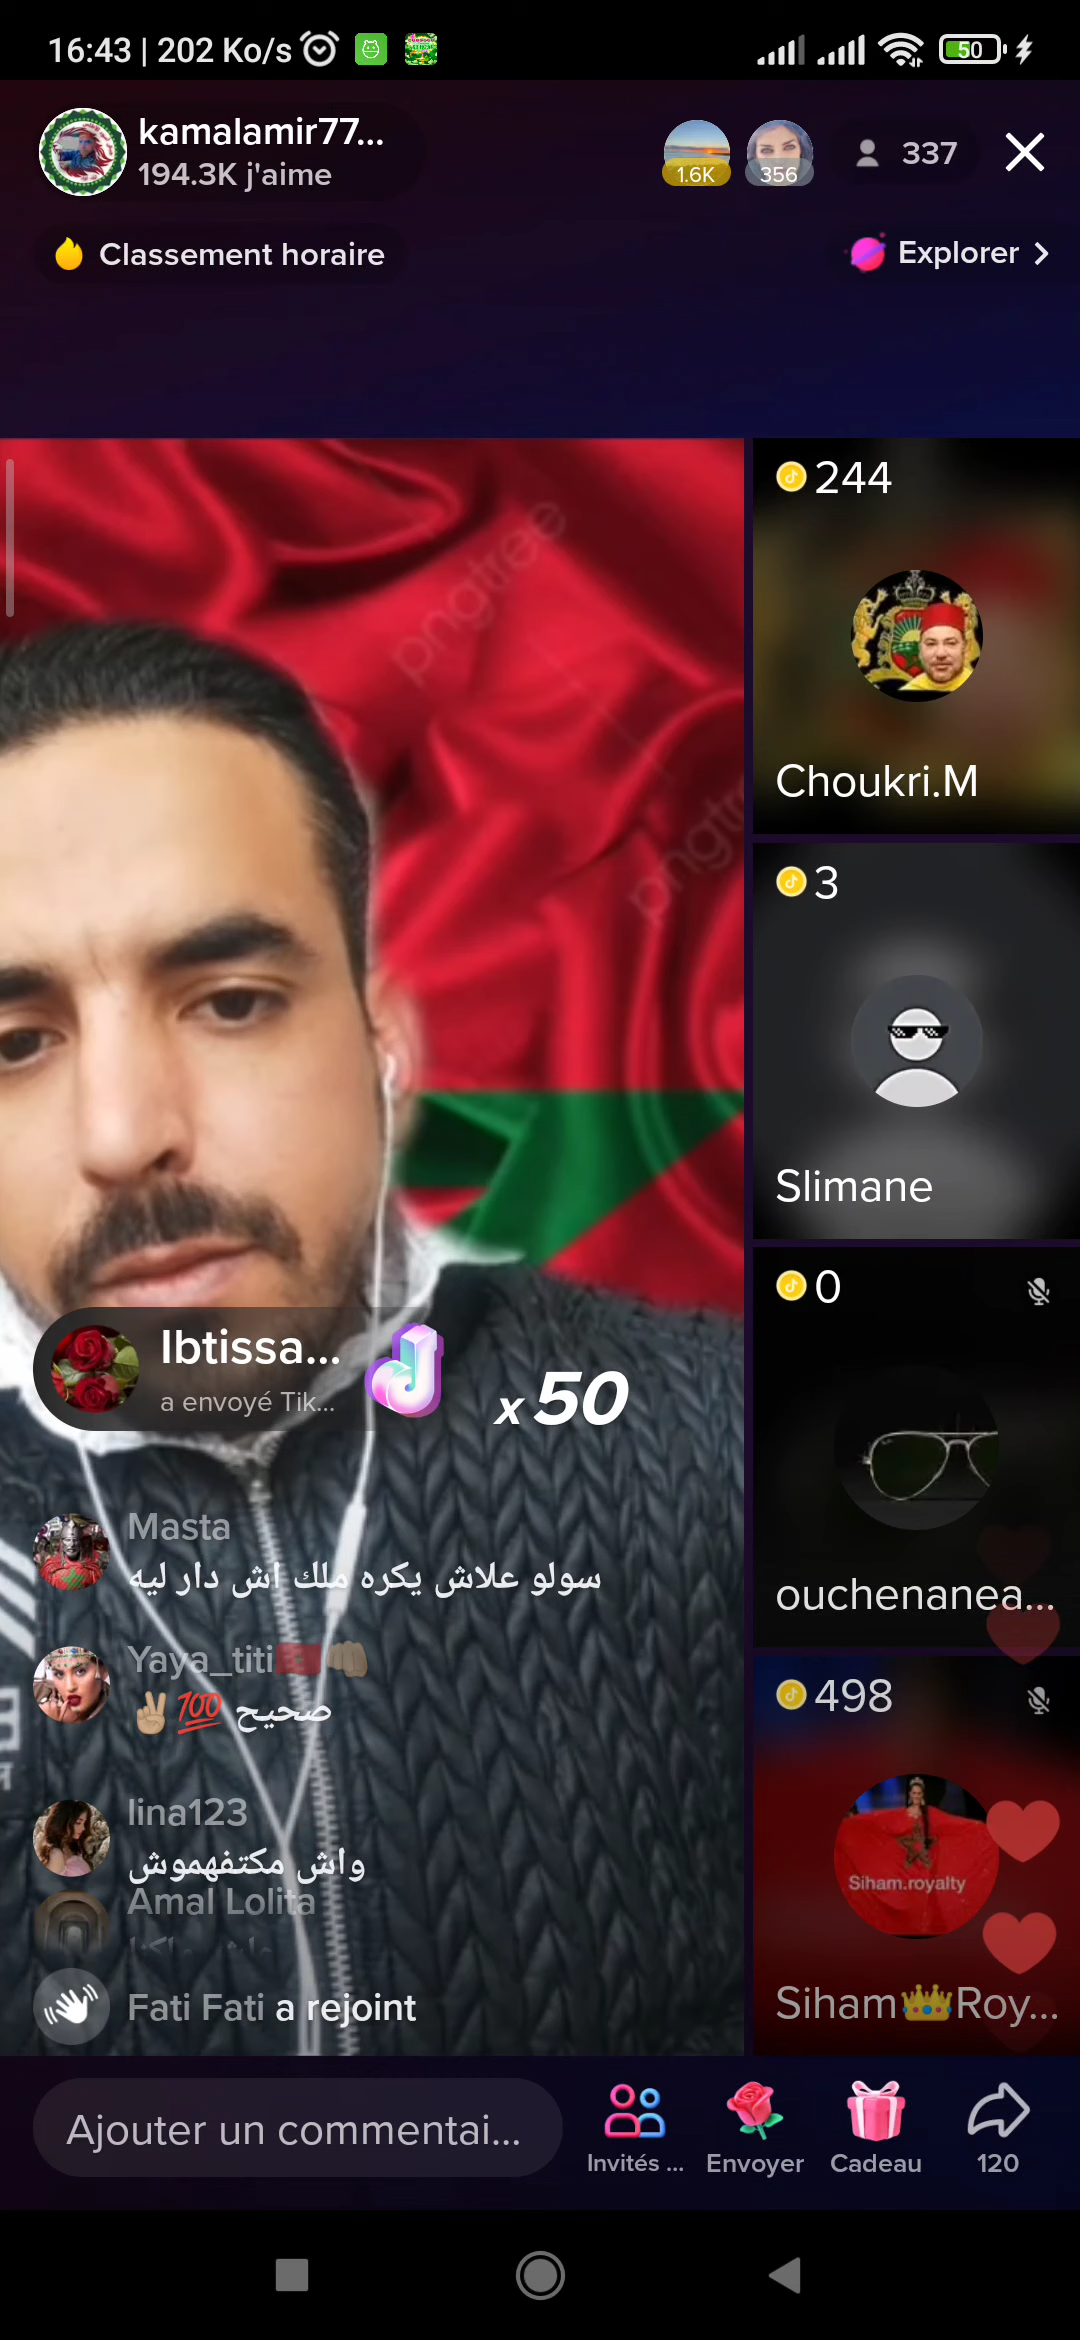 16:43 | 202 Ko/s
50
kamalamir77...
194.3K j'aime
1.6K
356
337
Classement horaire
Explorer
pngtree
244
Choukri.M
3
Slimane
0
ouchenanea...
498
Siham.royalty
Siham👑Roy...
Ibtissa...
a envoyé Tik...
x 50
Masta
سولو علاش يكره ملك اش دار ليه
Yaya_titi🇲🇦👊🏽
صحيح 💯✌🏽
lina123
واش مكتفهموش
Amal Lolita
Fati Fati a rejoint
Ajouter un commentai...
Invités ...
Envoyer
Cadeau
120